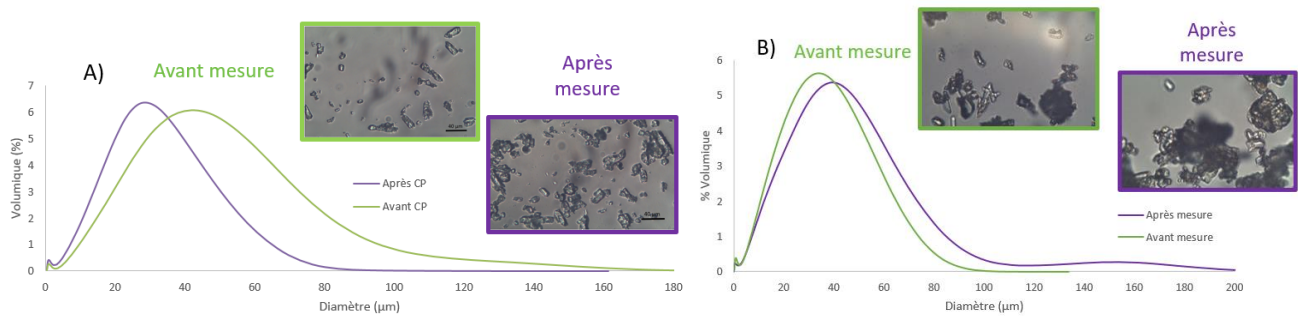 A)
Avant mesure
Après
mesure
Volumique (%)
7
6
5
4
3
2
1
0
Après CP
Avant CP
40 µm
0 20 40 60 80 100 120 140 160 180
Diamètre (µm)
B)
Avant mesure
Après
mesure
% Volumique
6
5
4
3
2
1
0
Après mesure
Avant mesure
0 20 40 60 80 100 120 140 160 180 200
Diamètre (µm)